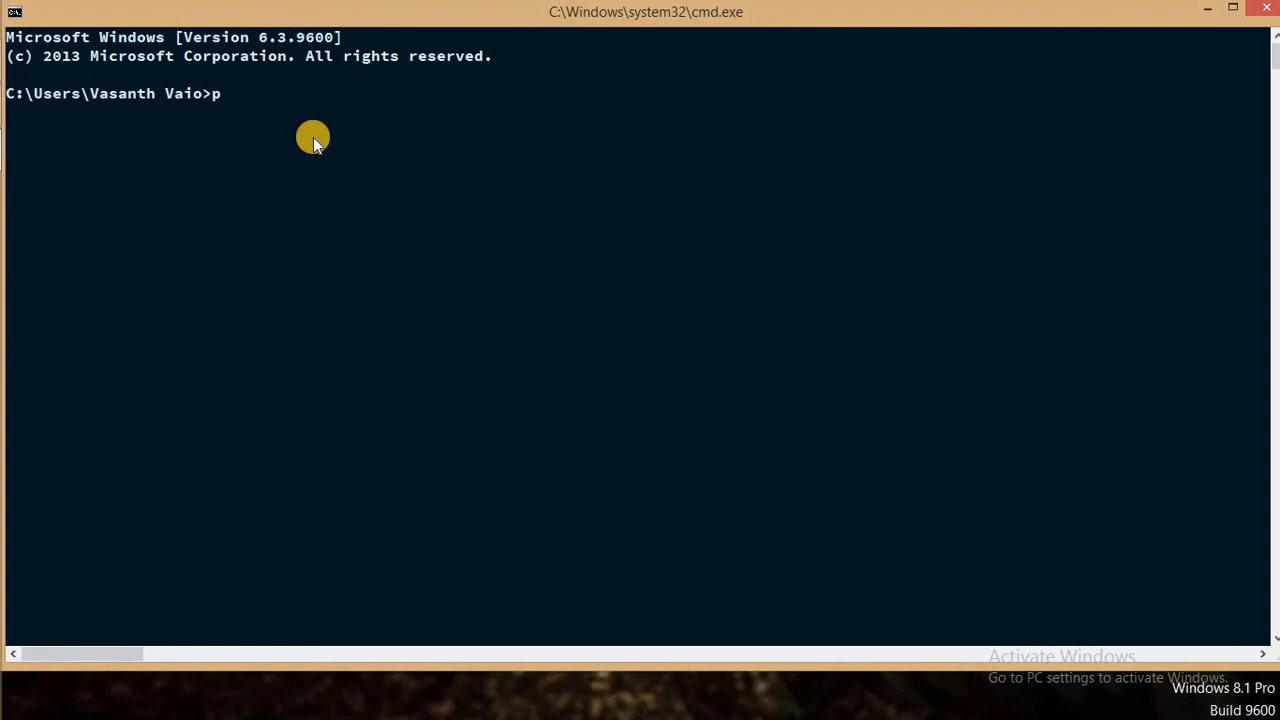 C:\Windows\system32\cmd.exe
Microsoft Windows [Version 6.3.9600]
(c) 2013 Microsoft Corporation. All rights reserved.
C:\Users\Vasanth Vaio>p
Activate Windows
Go to PC settings to activate Windows.
Windows 8.1 Pro
Build 9600